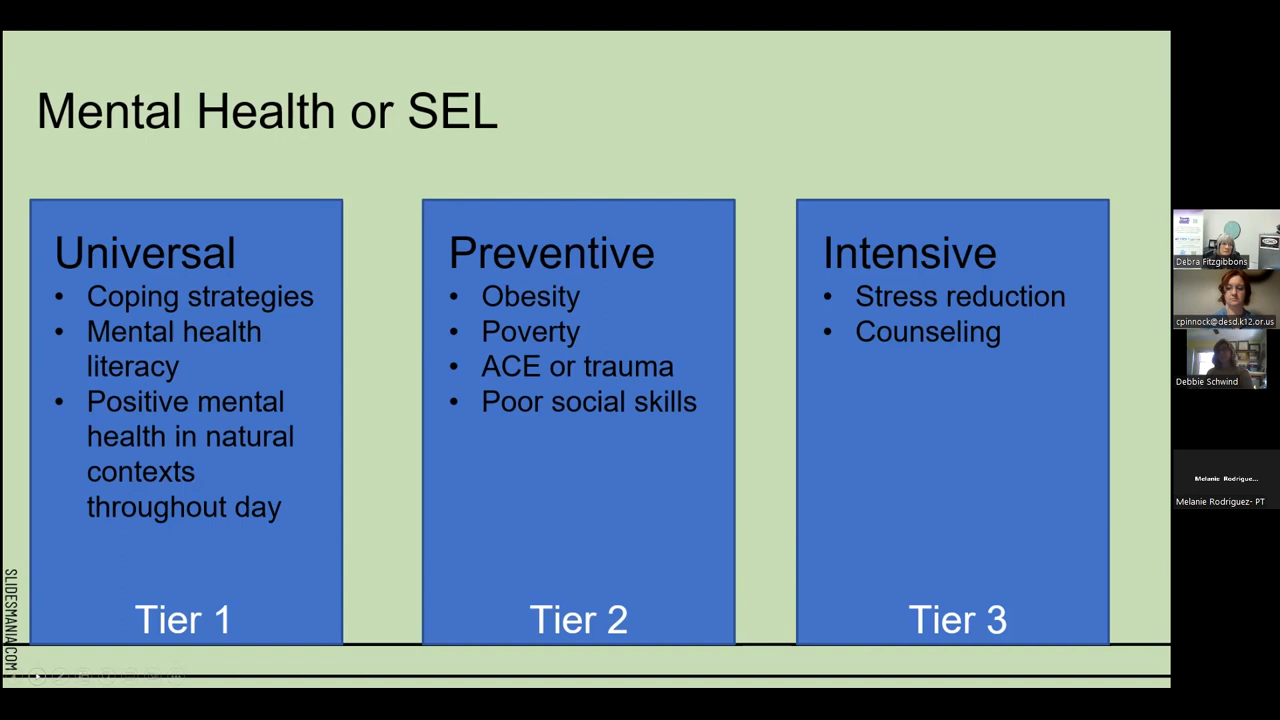 Mental Health or SEL
Universal
• Coping strategies
• Mental health
literacy
• Positive mental
health in natural
contexts
throughout day
Tier 1
Preventive
• Obesity
• Poverty
• ACE or trauma
• Poor social skills
Tier 2
Intensive
• Stress reduction
• Counseling
Tier 3
SLIDESMANIA.COM
Debra Fitzgibbons
cpinnock@desd.k12.or.us
Debbie Schwind
Melanie Rodrigue...
Melanie Rodriguez- PT